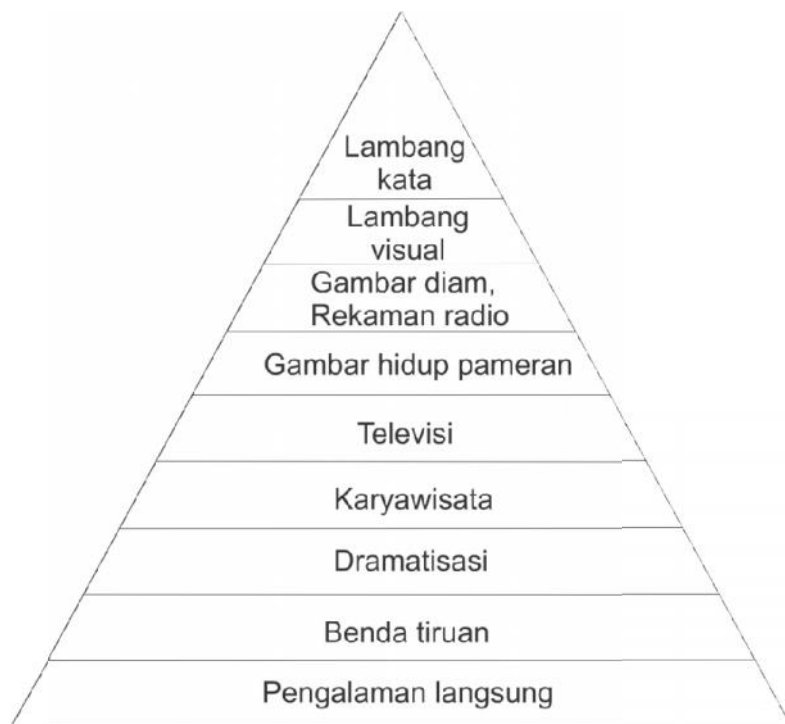 Lambang
kata
Lambang
visual
Gambar diam,
Rekaman radio
Gambar hidup pameran
Televisi
Karyawisata
Dramatisasi
Benda tiruan
Pengalaman langsung